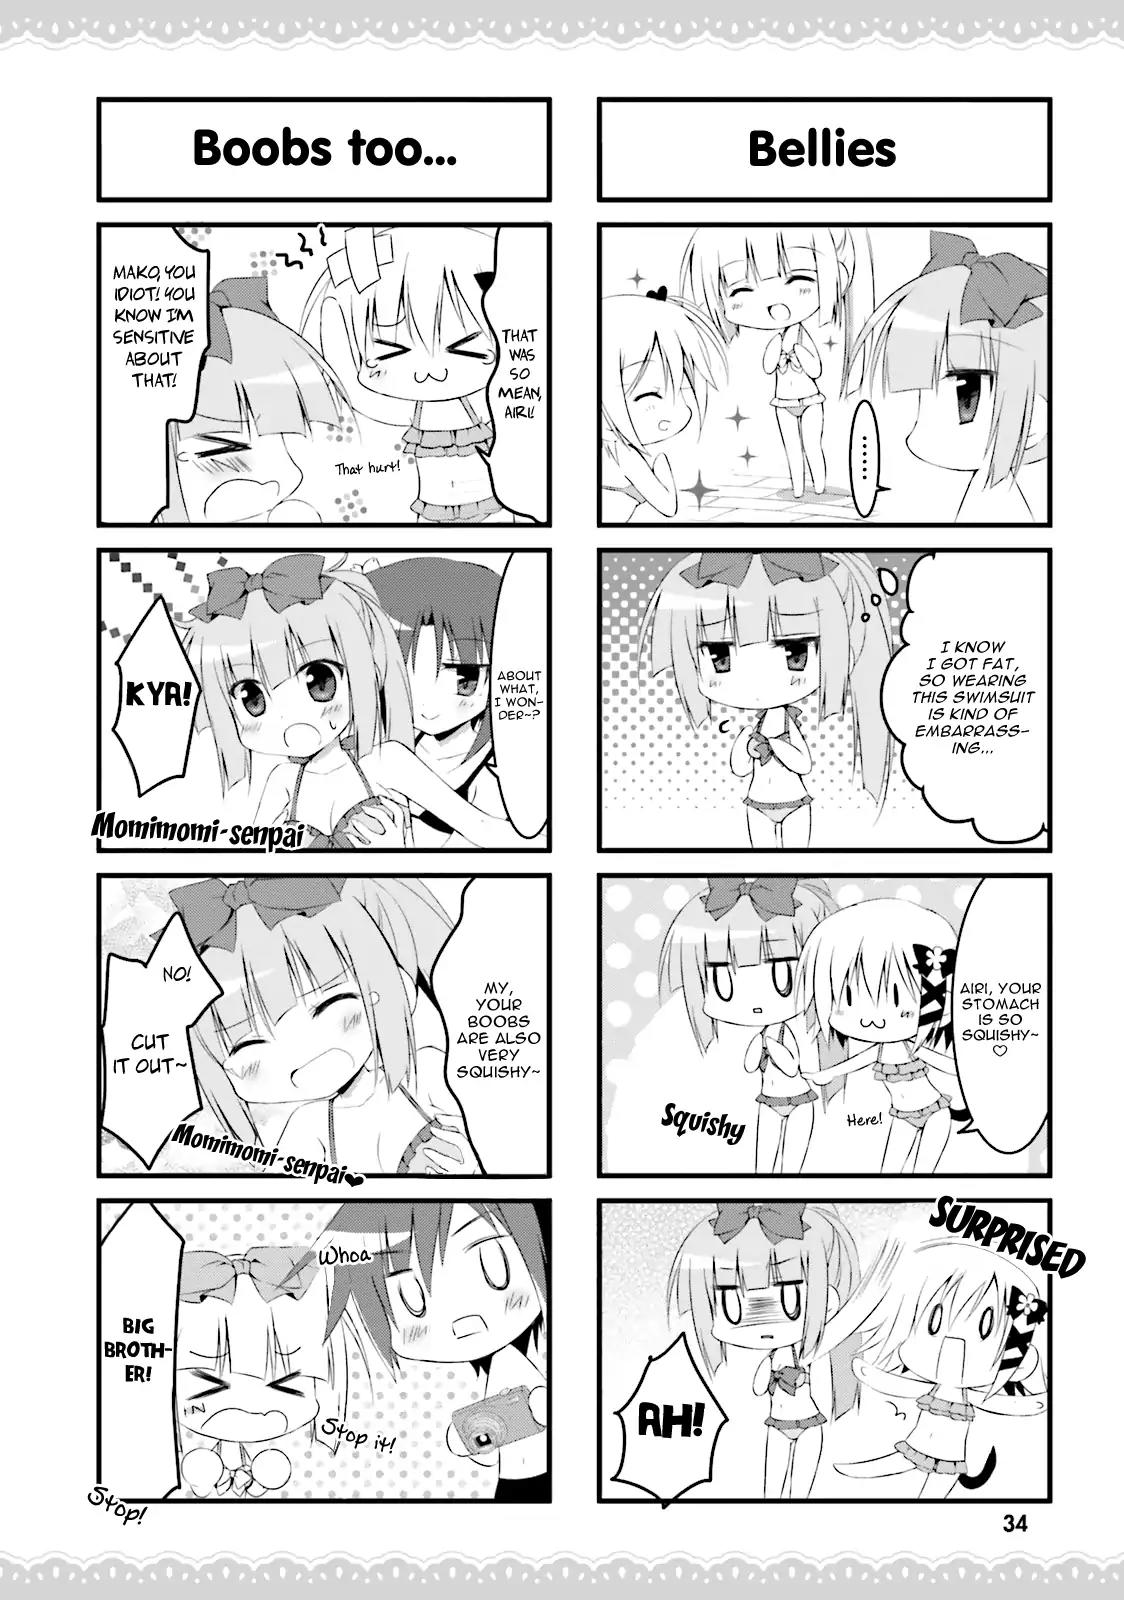 Bellies
.......
I KNOW
I GOT FAT,
SO WEARING
THIS SWIMSUIT
IS KIND OF
EMBARRASS-
ING...
AIRI, YOUR
STOMACH
IS SO
SQUISHY~
♡
Here!
Squishy
SURPRISED
AH!
Boobs too...
THAT
WAS
SO
MEAN,
AIRI!
MAKO, YOU
IDIOT! YOU
KNOW I'M
SENSITIVE
ABOUT
THAT!
That hurt!
ABOUT
WHAT,
I WON-
DER~?
KYA!
Momimomi-senpai
MY,
YOUR
BOOBS
ARE ALSO
VERY
SQUISHY~
NO!
CUT
IT OUT~
Momimomi-senpai❤
Whoa
BIG
BROTH-
ER!
Stop it!
Stop!
34